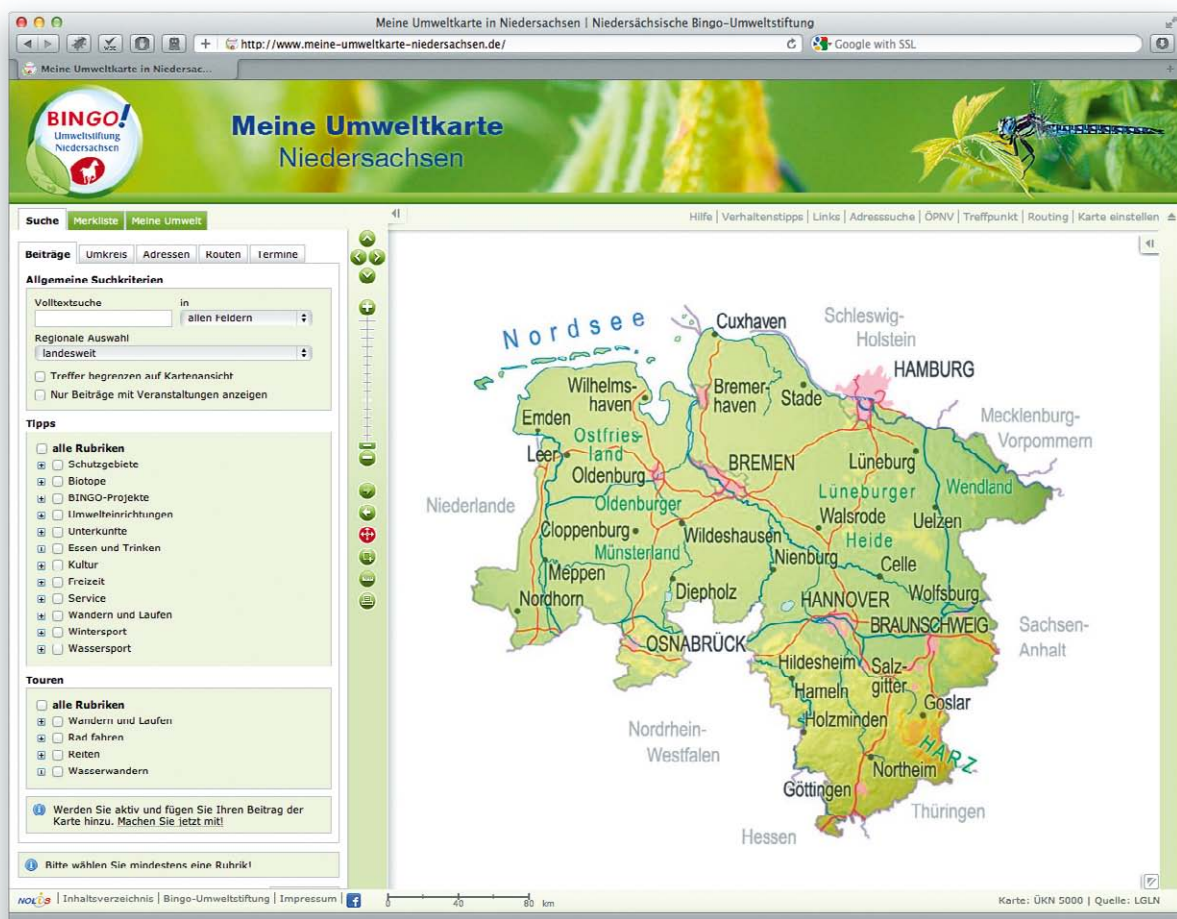 Meine Umweltkarte in Niedersachsen | Niedersächsische Bingo-Umweltstiftung
http://www.meine-umweltkarte-niedersachsen.de/
Google with SSL
Meine Umweltkarte in Niedersac...
BINGO!
Umweltstiftung
Niedersachsen
Meine Umweltkarte
Niedersachsen
Suche
Merkliste
Meine Umwelt
Hilfe | Verhaltenstipps | Links | Adresssuche | ÖPNV | Treffpunkt | Routing | Karte einstellen
Beiträge
Umkreis
Adressen
Routen
Termine
Allgemeine Suchkriterien
Volltextsuche
in
allen Feldern
Regionale Auswahl
landesweit
Treffer begrenzen auf Kartenansicht
Nur Beiträge mit Veranstaltungen anzeigen
Tipps
alle Rubriken
Schutzgebiete
Biotope
BINGO-Projekte
Umwelteinrichtungen
Unterkünfte
Essen und Trinken
Kultur
Freizeit
Service
Wandern und Laufen
Wintersport
Wassersport
Touren
alle Rubriken
Wandern und Laufen
Rad fahren
Reiten
Wasserwandern
Werden Sie aktiv und fügen Sie Ihren Beitrag der
Karte hinzu. Machen Sie jetzt mit!
Bitte wählen Sie mindestens eine Rubrik!
Nordsee
Cuxhaven
Schleswig-
Holstein
HAMBURG
Wilhelms-
haven
Bremer-
haven
Stade
Mecklenburg-
Vorpommern
Emden
Ostfries-
land
Leer
Oldenburg
BREMEN
Lüneburg
Niederlande
Oldenburger
Lüneburger
Wendland
Cloppenburg
Wildeshausen
Walsrode
Uelzen
Münsterland
Heide
Nienburg
Celle
Meppen
Diepholz
Nordhorn
HANNOVER
Wolfsburg
BRAUNSCHWEIG
Sachsen-
Anhalt
OSNABRÜCK
Hildesheim
Salz-
gitter
Hameln
Goslar
Holzminden
Nordrhein-
Westfalen
HARZ
Northeim
Göttingen
Thüringen
Hessen
NOLIS | Inhaltsverzeichnis | Bingo-Umweltstiftung | Impressum |
0 40 80 km
Karte: ÜKN 5000 | Quelle: LGLN